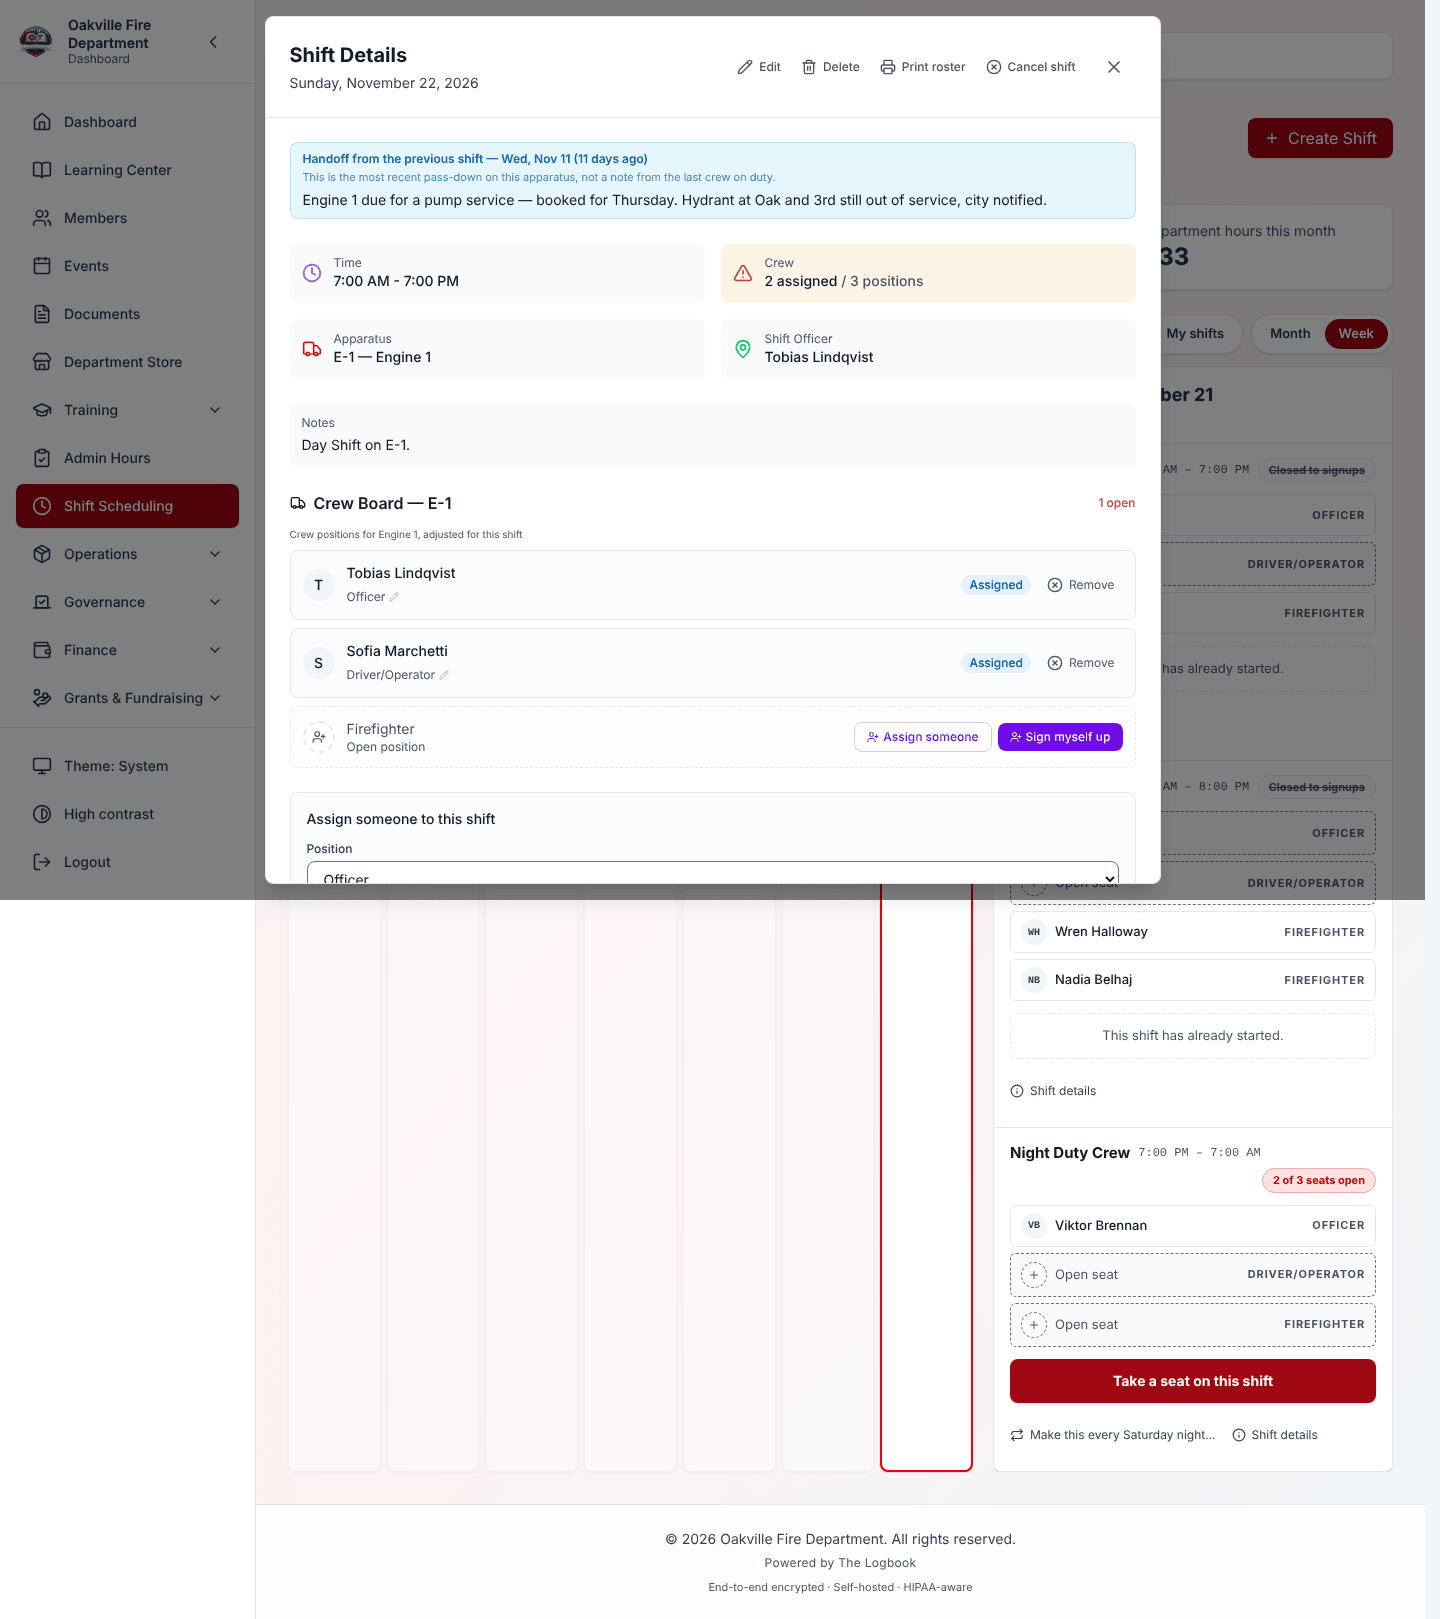 Oakville Fire
Department
Dashboard
Dashboard
Learning Center
Members
Events
Documents
Department Store
Training
Admin Hours
Shift Scheduling
Operations
Governance
Finance
Grants & Fundraising
Theme: System
High contrast
Logout
Shift Details
Sunday, November 22, 2026
Edit
Delete
Print roster
Cancel shift
Handoff from the previous shift — Wed, Nov 11 (11 days ago)
This is the most recent pass-down on this apparatus, not a note from the last crew on duty.
Engine 1 due for a pump service — booked for Thursday. Hydrant at Oak and 3rd still out of service, city notified.
Time
7:00 AM - 7:00 PM
Crew
2 assigned / 3 positions
Apparatus
E-1 — Engine 1
Shift Officer
Tobias Lindqvist
Notes
Day Shift on E-1.
Crew Board — E-1
1 open
Crew positions for Engine 1, adjusted for this shift
T
Tobias Lindqvist
Officer
Assigned
Remove
S
Sofia Marchetti
Driver/Operator
Assigned
Remove
Firefighter
Open position
Assign someone
Sign myself up
Assign someone to this shift
Position
Officer
Create Shift
partment hours this month
33
My shifts
Month
Week
ber 21
AM – 7:00 PM
Closed to signups
OFFICER
DRIVER/OPERATOR
FIREFIGHTER
has already started.
AM – 8:00 PM
Closed to signups
OFFICER
Open seat
DRIVER/OPERATOR
WH
Wren Halloway
FIREFIGHTER
NB
Nadia Belhaj
FIREFIGHTER
This shift has already started.
Shift details
Night Duty Crew
7:00 PM – 7:00 AM
2 of 3 seats open
VB
Viktor Brennan
OFFICER
Open seat
DRIVER/OPERATOR
Open seat
FIREFIGHTER
Take a seat on this shift
Make this every Saturday night...
Shift details
© 2026 Oakville Fire Department. All rights reserved.
Powered by The Logbook
End-to-end encrypted · Self-hosted · HIPAA-aware